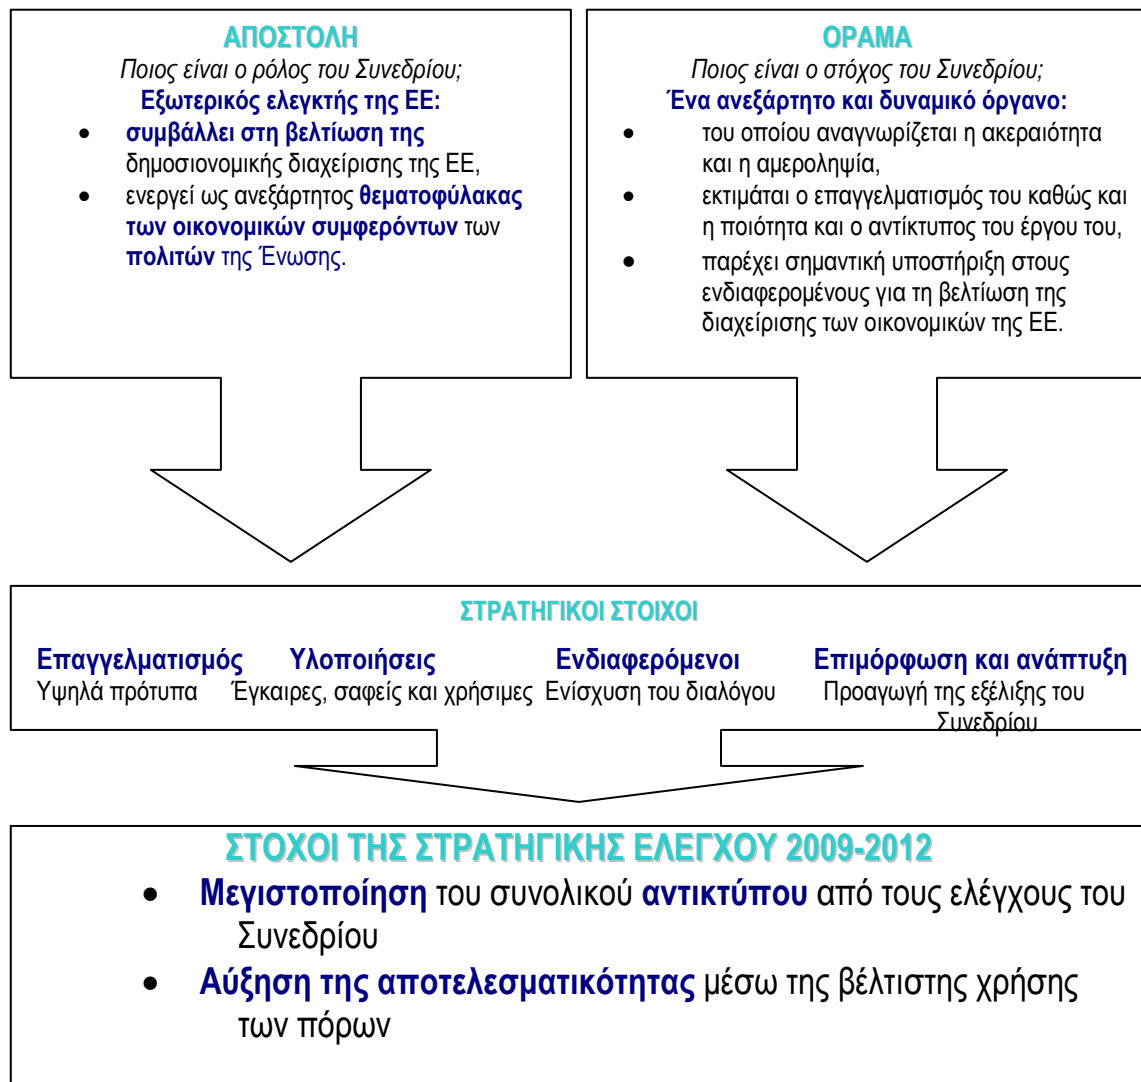 ΑΠΟΣΤΟΛΗ
Ποιος είναι ο ρόλος του Συνεδρίου;
Εξωτερικός ελεγκτής της ΕΕ:
• συμβάλλει στη βελτίωση της
δημοσιονομικής διαχείρισης της ΕΕ,
• ενεργεί ως ανεξάρτητος θεματοφύλακας
των οικονομικών συμφερόντων των
πολιτών της Ένωσης.
ΟΡΑΜΑ
Ποιος είναι ο στόχος του Συνεδρίου;
Ένα ανεξάρτητο και δυναμικό όργανο:
• του οποίου αναγνωρίζεται η ακεραιότητα
και η αμεροληψία,
• εκτιμάται ο επαγγελματισμός του καθώς και
η ποιότητα και ο αντίκτυπος του έργου του,
• παρέχει σημαντική υποστήριξη στους
ενδιαφερομένους για τη βελτίωση της
διαχείρισης των οικονομικών της ΕΕ.
ΣΤΡΑΤΗΓΙΚΟΙ ΣΤΟΙΧΟΙ
Επαγγελματισμός Υλοποιήσεις Ενδιαφερόμενοι Επιμόρφωση και ανάπτυξη
Υψηλά πρότυπα Έγκαιρες, σαφείς και χρήσιμες Ενίσχυση του διαλόγου Προαγωγή της εξέλιξης του
Συνεδρίου
ΣΤΟΧΟΙ ΤΗΣ ΣΤΡΑΤΗΓΙΚΗΣ ΕΛΕΓΧΟΥ 2009-2012
• Μεγιστοποίηση του συνολικού αντικτύπου από τους ελέγχους του
Συνεδρίου
• Αύξηση της αποτελεσματικότητας μέσω της βέλτιστης χρήσης
των πόρων